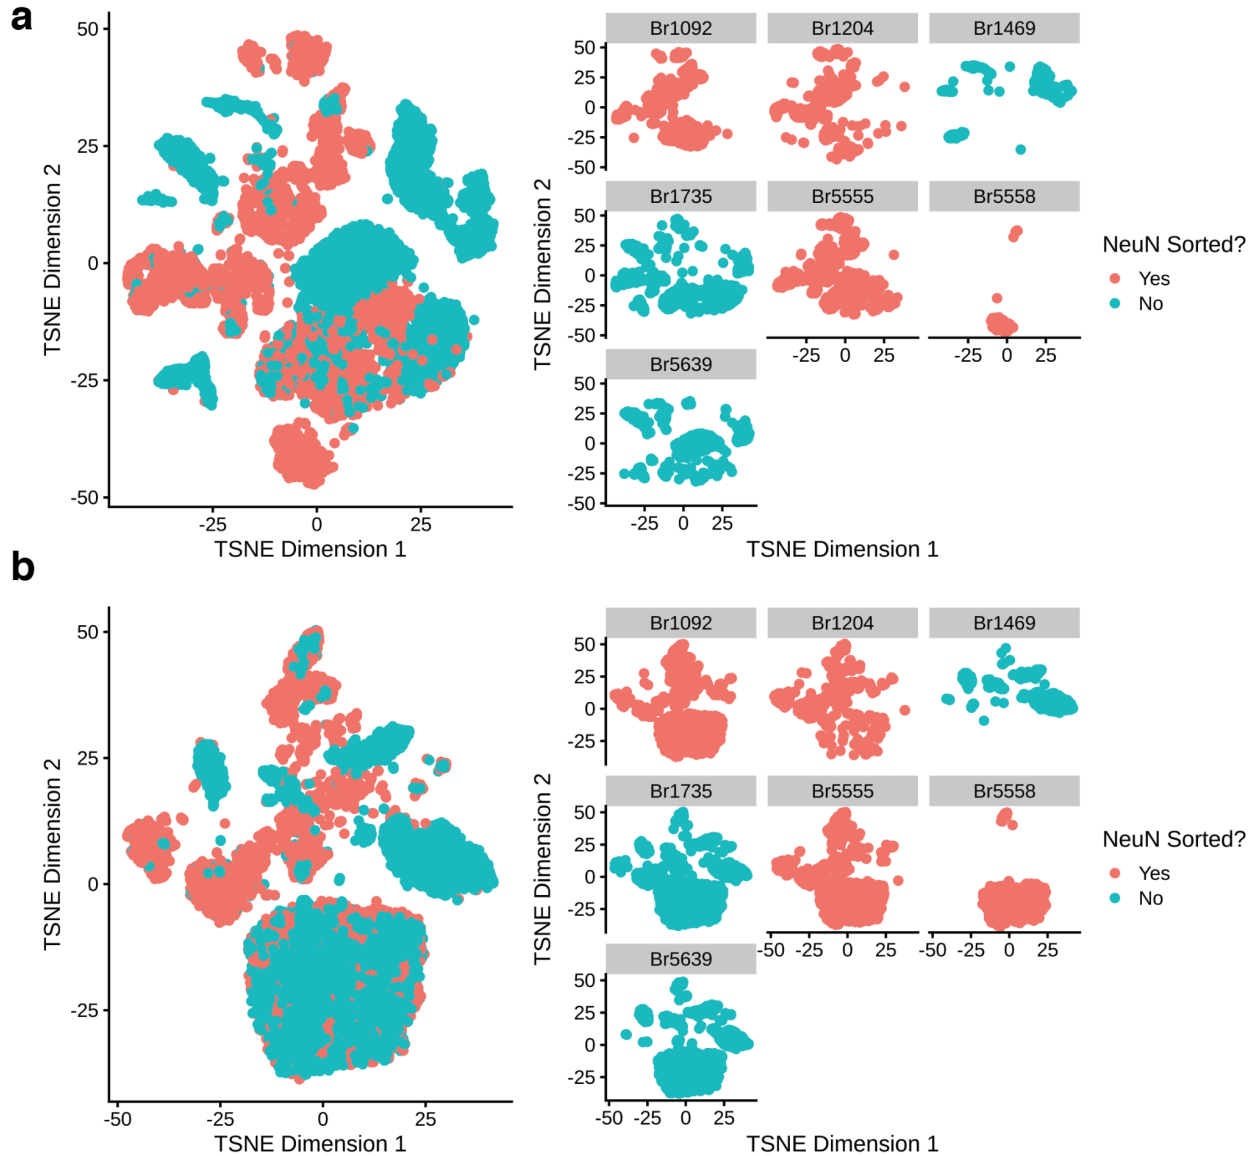 a
50
25
0
-25
-50
TSNE Dimension 2
-25 0 25
TSNE Dimension 1
Br1092 Br1204 Br1469
50
25
0
-25
-50
Br1735 Br5555 Br5558
50
25
0
-25
-50
-25 0 25 -25 0 25
Br5639
50
25
0
-25
-50
-25 0 25
TSNE Dimension 2
TSNE Dimension 1
NeuN Sorted?
Yes
No
b
50
25
0
-25
TSNE Dimension 2
-50 -25 0 25
TSNE Dimension 1
Br1092 Br1204 Br1469
50
25
0
-25
Br1735 Br5555 Br5558
50
25
0
-25
-50 -25 0 25 -50 -25 0 25
Br5639
50
25
0
-25
-50 -25 0 25
TSNE Dimension 2
TSNE Dimension 1
NeuN Sorted?
Yes
No